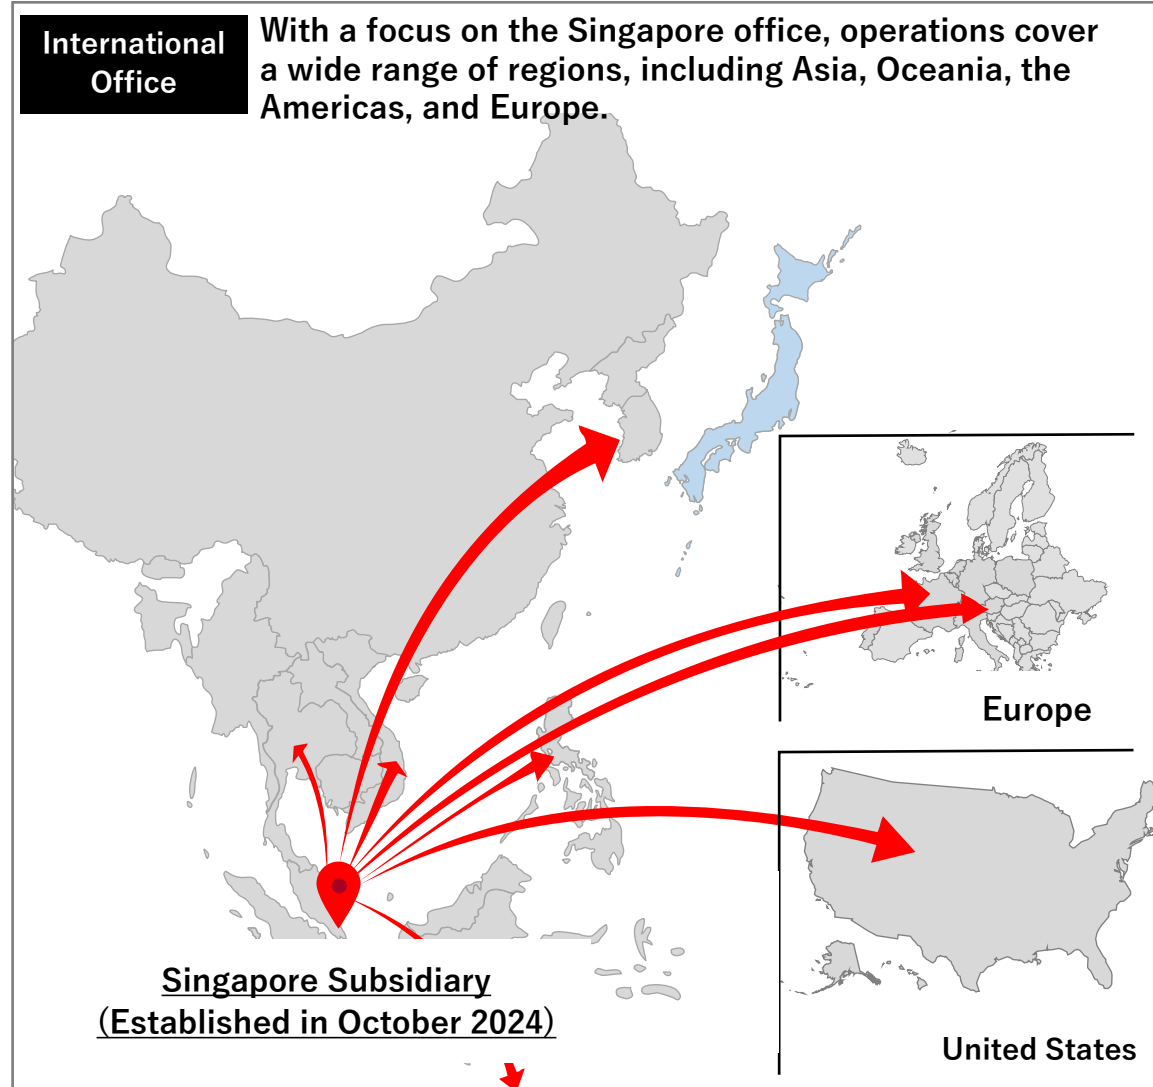 International
Office
With a focus on the Singapore office, operations cover
a wide range of regions, including Asia, Oceania, the
Americas, and Europe.
Europe
Singapore Subsidiary
(Established in October 2024)
United States